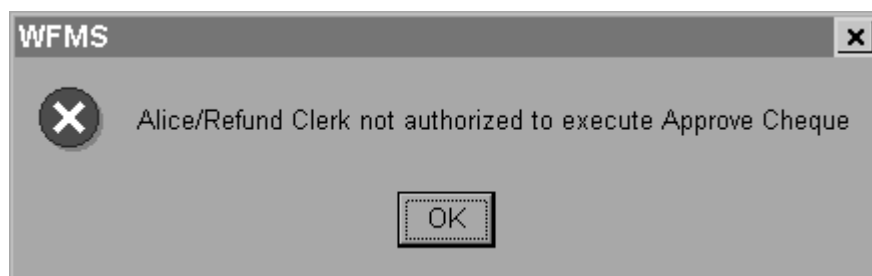 WFMS
Alice/Refund Clerk not authorized to execute Approve Cheque
OK